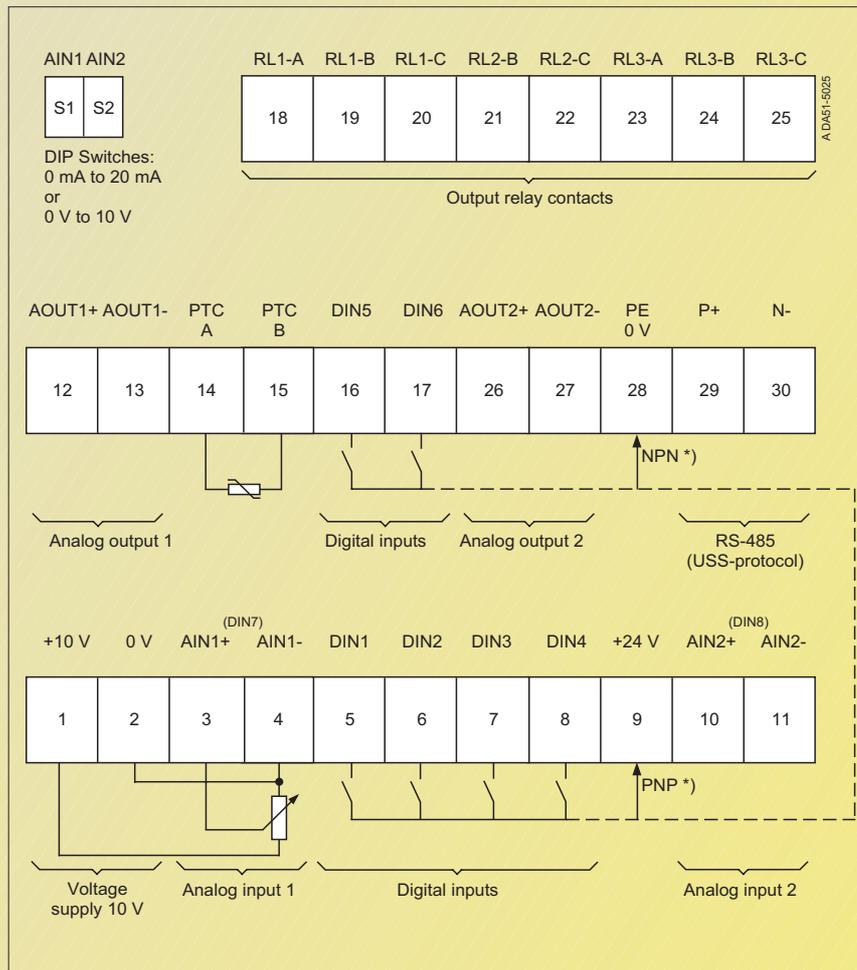 AIN1 AIN2
S1 S2
DIP Switches:
0 mA to 20 mA
or
0 V to 10 V
RL1-A RL1-B RL1-C RL2-B RL2-C RL3-A RL3-B RL3-C
18 19 20 21 22 23 24 25
A DA51-5025
Output relay contacts
AOUT1+ AOUT1- PTC PTC DIN5 DIN6 AOUT2+ AOUT2- PE P+ N-
A B 0 V
12 13 14 15 16 17 26 27 28 29 30
NPN *)
Analog output 1 Digital inputs Analog output 2 RS-485
(USS-protocol)
(DIN7) (DIN8)
+10 V 0 V AIN1+ AIN1- DIN1 DIN2 DIN3 DIN4 +24 V AIN2+ AIN2-
1 2 3 4 5 6 7 8 9 10 11
PNP *)
Voltage Analog input 1 Digital inputs Analog input 2
supply 10 V